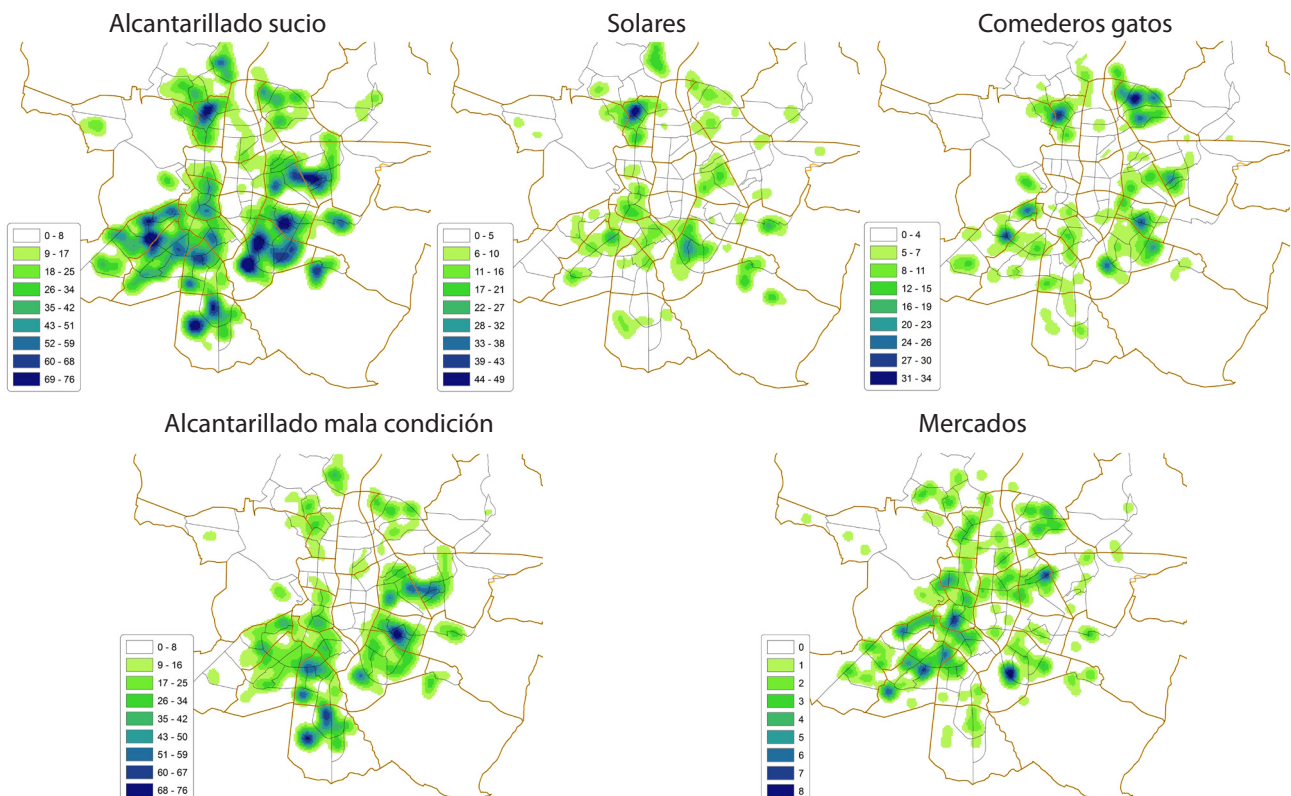 Alcantarillado sucio
Solares
Comederos gatos
0 - 8
9 - 17
18 - 25
26 - 34
35 - 42
43 - 51
52 - 59
60 - 68
69 - 76
0 - 5
6 - 10
11 - 16
17 - 21
22 - 27
28 - 32
33 - 38
39 - 43
44 - 49
0 - 4
5 - 7
8 - 11
12 - 15
16 - 19
20 - 23
24 - 26
27 - 30
31 - 34
Alcantarillado mala condición
Mercados
0 - 8
9 - 16
17 - 25
26 - 34
35 - 42
43 - 50
51 - 59
60 - 67
68 - 76
0
1
2
3
4
5
6
7
8